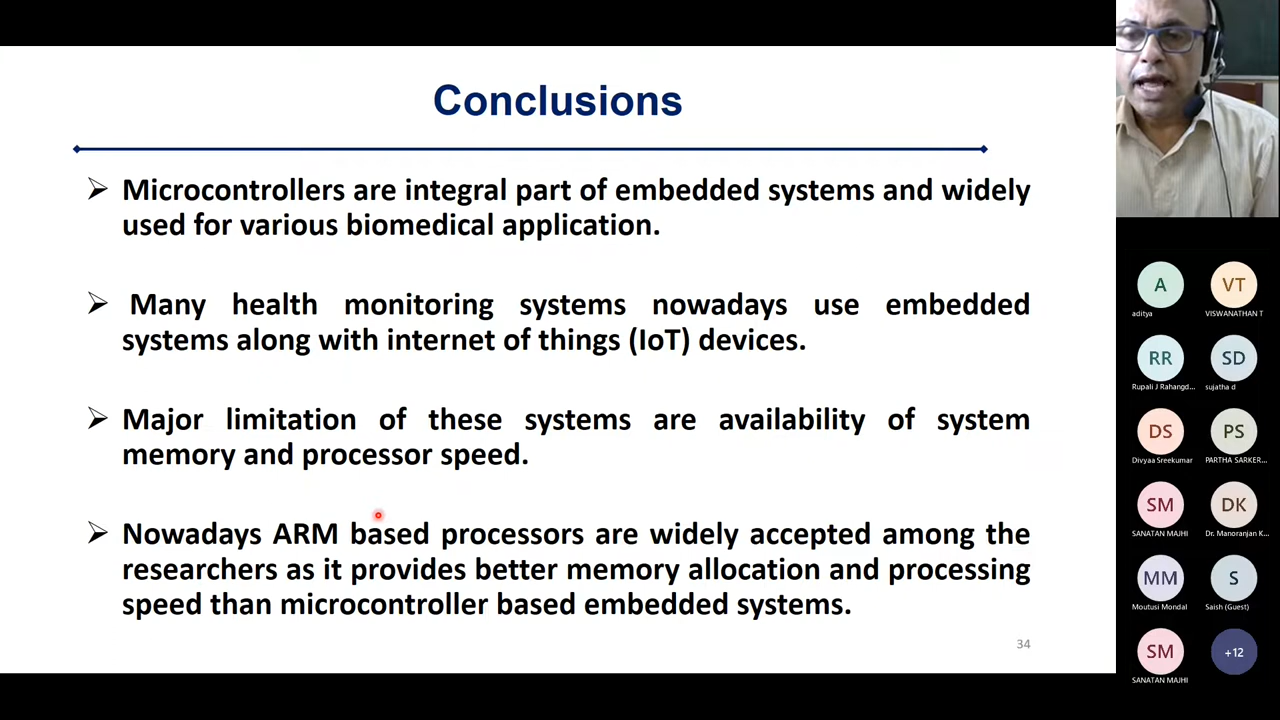 Conclusions
➢ Microcontrollers are integral part of embedded systems and widely
used for various biomedical application.
➢ Many health monitoring systems nowadays use embedded
systems along with internet of things (IoT) devices.
➢ Major limitation of these systems are availability of system
memory and processor speed.
➢ Nowadays ARM based processors are widely accepted among the
researchers as it provides better memory allocation and processing
speed than microcontroller based embedded systems.
34
A VT
aditya VISWANATHAN T
RR SD
Rupali J Rahangd... sujatha d
DS PS
Divyaa Sreekumar PARTHA SARKER...
SM DK
SANATAN MAJHI Dr. Manoranjan K...
MM S
Moutusi Mondal Saish (Guest)
SM +12
SANATAN MAJHI